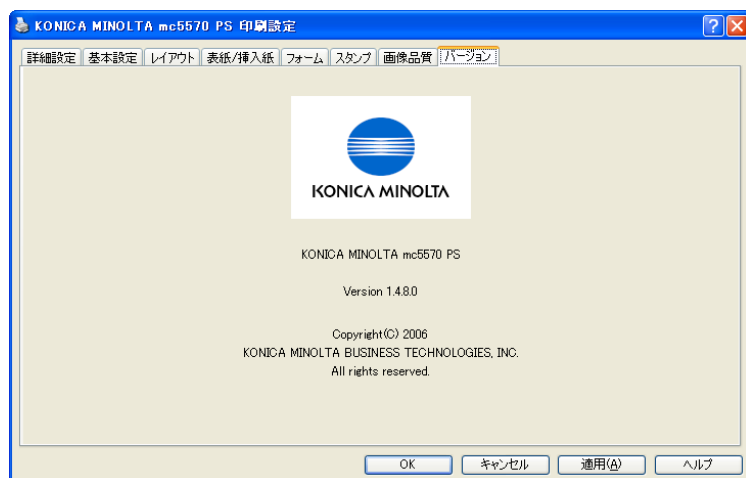 KONICA MINOLTA mc5570 PS 印刷設定
詳細設定 基本設定 レイアウト 表紙/挿入紙 フォーム スタンプ 画像品質 バージョン
KONICA MINOLTA
KONICA MINOLTA mc5570 PS
Version 1.4.8.0
Copyright(C) 2006
KONICA MINOLTA BUSINESS TECHNOLOGIES, INC.
All rights reserved.
OK キャンセル 適用(A) ヘルプ